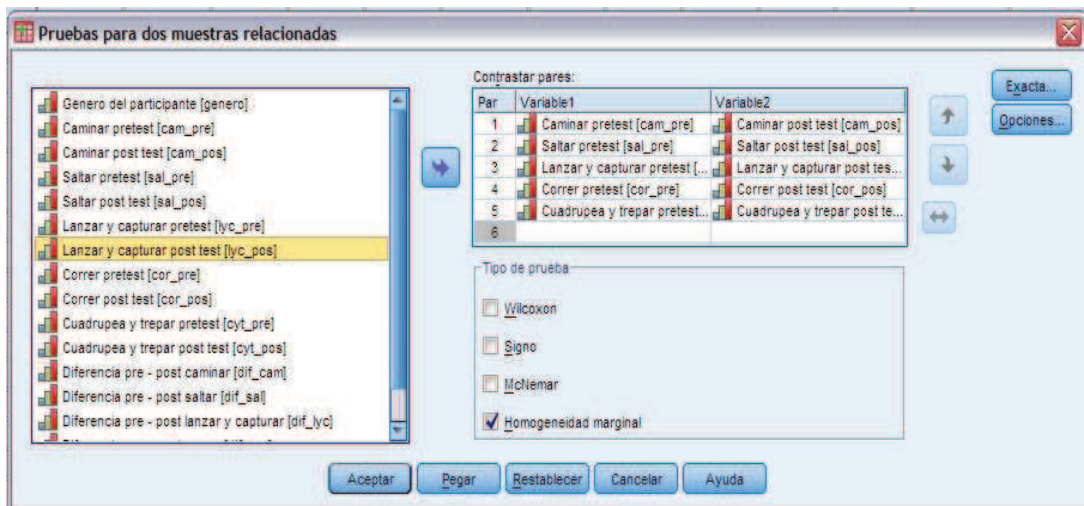 Pruebas para dos muestras relacionadas
Genero del participante [genero]
Caminar pretest [cam_pre]
Caminar post test [cam_pos]
Saltar pretest [sal_pre]
Saltar post test [sal_pos]
Lanzar y capturar pretest [lyc_pre]
Lanzar y capturar post test [lyc_pos]
Correr pretest [cor_pre]
Correr post test [cor_pos]
Cuadrupea y trepar pretest [cyt_pre]
Cuadrupea y trepar post test [cyt_pos]
Diferencia pre - post caminar [dif_cam]
Diferencia pre - post saltar [dif_sal]
Diferencia pre - post lanzar y capturar [dif_lyc]
Contrastar pares:
Par Variable1 Variable2
1 Caminar pretest [cam_pre] Caminar post test [cam_pos]
2 Saltar pretest [sal_pre] Saltar post test [sal_pos]
3 Lanzar y capturar pretest [... Lanzar y capturar post tes...
4 Correr pretest [cor_pre] Correr post test [cor_pos]
5 Cuadrupea y trepar pretest... Cuadrupea y trepar post te...
6
Exacta...
Opciones...
Tipo de prueba
Wilcoxon
Signo
McNemar
Homogeneidad marginal
Aceptar Pegar Restablecer Cancelar Ayuda